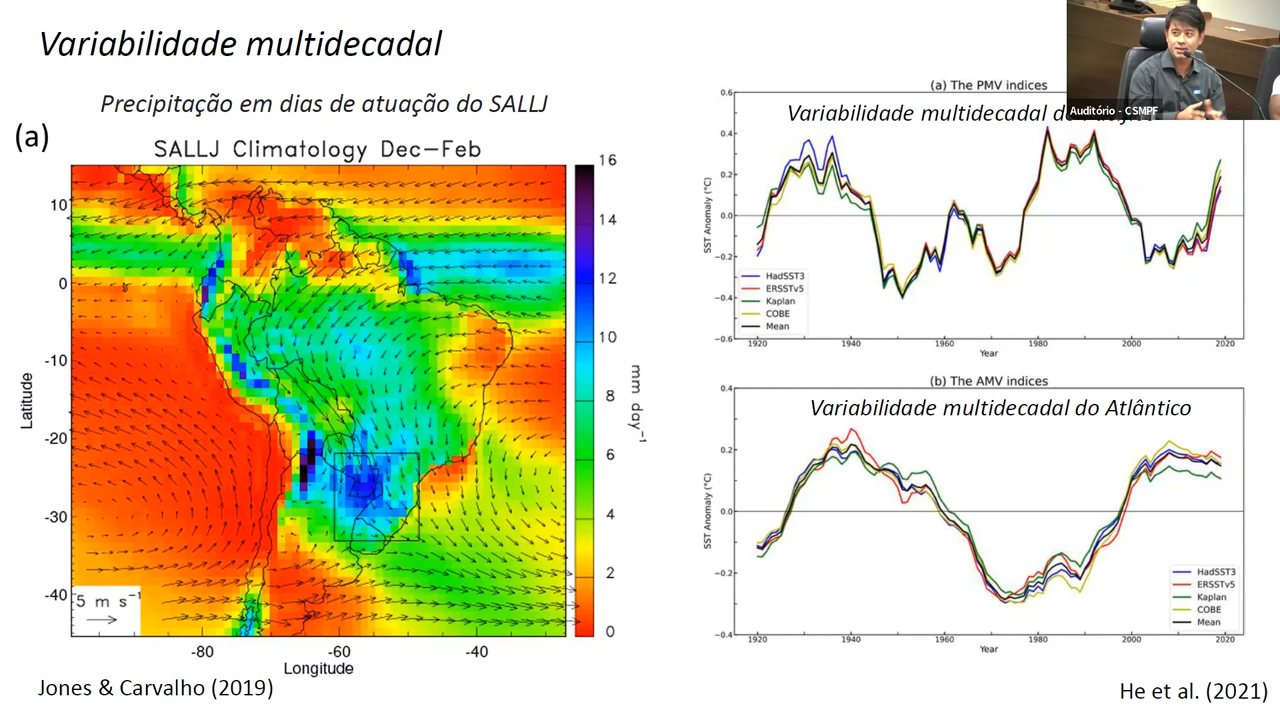 Variabilidade multidecadal
Precipitação em dias de atuação do SALLJ
(a)
SALLJ Climatology Dec-Feb
16
14
12
10
8
6
4
2
0
mm day⁻¹
10
0
-10
-20
-30
-40
Latitude
5 m s⁻¹
-80
-60
-40
Longitude
Jones & Carvalho (2019)
Auditório - CSMPF
(a) The PMV indices
Variabilidade multidecadal do
0.6
0.4
0.2
0.0
−0.2
−0.4
−0.6
SST Anomaly (°C)
HadSST3
ERSSTv5
Kaplan
COBE
Mean
1920
1940
1960
1980
2000
2020
Year
(b) The AMV indices
Variabilidade multidecadal do Atlântico
0.4
0.2
0.0
−0.2
−0.4
SST Anomaly (°C)
HadSST3
ERSSTv5
Kaplan
COBE
Mean
1920
1940
1960
1980
2000
2020
Year
He et al. (2021)